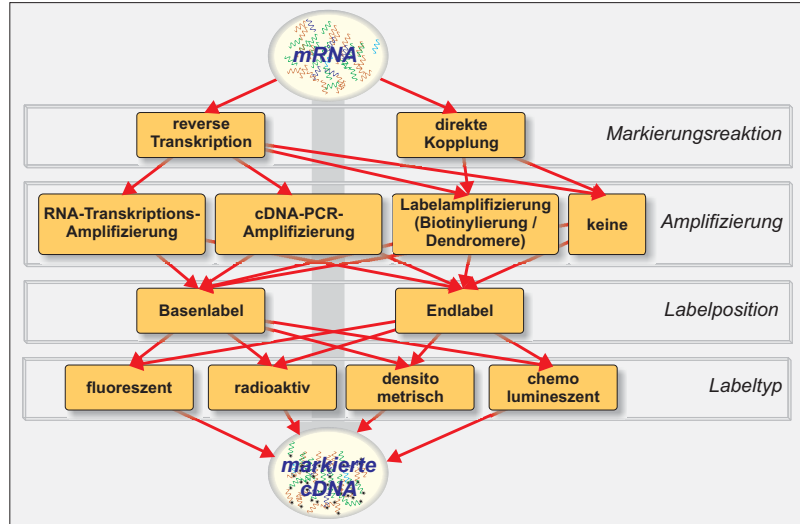 mRNA
reverse
Transkription
direkte
Kopplung
Markierungsreaktion
RNA-Transkriptions-
Amplifizierung
cDNA-PCR-
Amplifizierung
Labelamplifizierung
(Biotinylierung /
Dendromere)
keine
Amplifizierung
Basenlabel
Endlabel
Labelposition
fluoreszent
radioaktiv
densito
metrisch
chemo
lumineszent
Labeltyp
markierte
cDNA